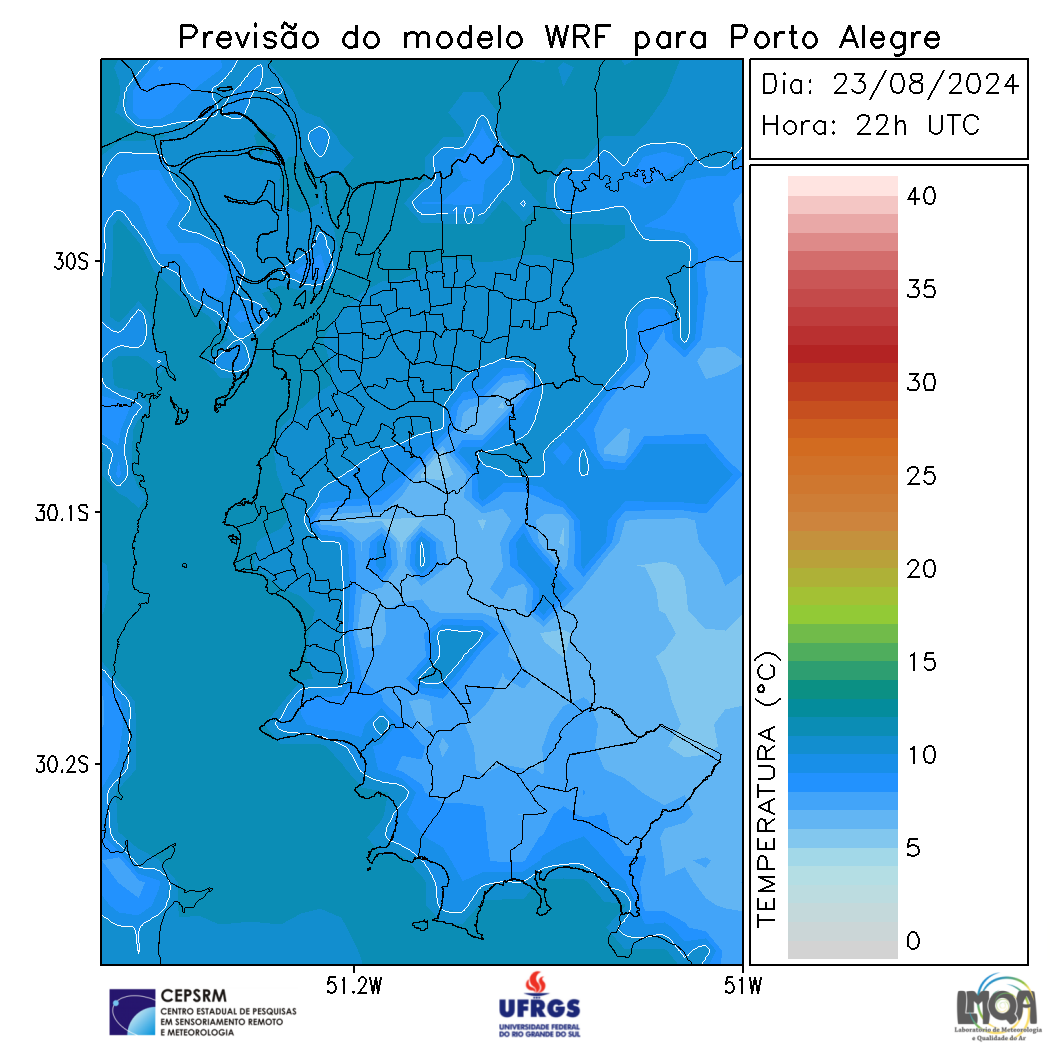 Previsão do modelo WRF para Porto Alegre
Dia: 23/08/2024
Hora: 22h UTC
40
35
30
25
20
15
10
5
0
TEMPERATURA (°C)
30S
30.1S
30.2S
10
51.2W
51W
CEPSRM
CENTRO ESTADUAL DE PESQUISAS
EM SENSORIAMENTO REMOTO
E METEOROLOGIA
UFRGS
UNIVERSIDADE FEDERAL
DO RIO GRANDE DO SUL
LMQA
Laboratório de Meteorologia
e Qualidade do Ar